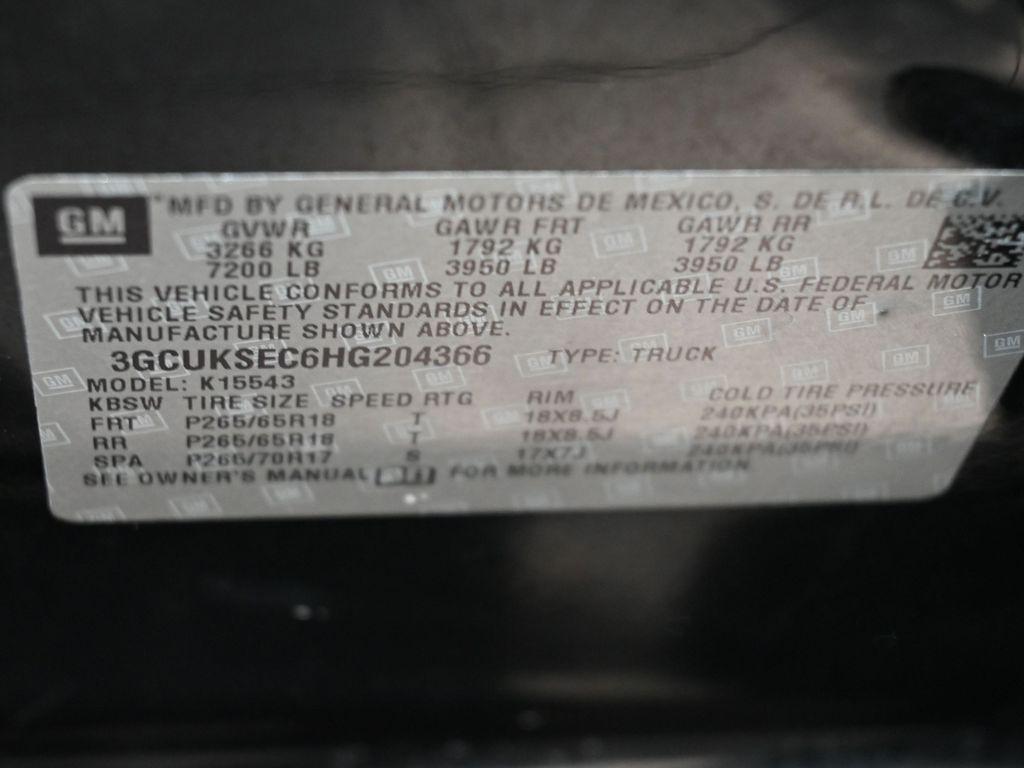 GM MFD BY GENERAL MOTORS DE MEXICO, S. DE R.L. DE C.V.
GVWR GAWR FRT GAWR RR
3266 KG 1792 KG 1792 KG
7200 LB 3950 LB 3950 LB
THIS VEHICLE CONFORMS TO ALL APPLICABLE U.S. FEDERAL MOTOR
VEHICLE SAFETY STANDARDS IN EFFECT ON THE DATE OF
MANUFACTURE SHOWN ABOVE.
3GCUKSEC6HG204366 TYPE: TRUCK
MODEL: K15543
KBSW TIRE SIZE SPEED RTG RIM COLD TIRE PRESSURE
FRT P265/65R18 T 18X8.5J 240KPA(35PSI)
RR P265/65R18 T 18X8.5J 240KPA(35PSI)
SPA P265/70R17 S 17X7J 240KPA(35PSI)
SEE OWNER'S MANUAL FOR MORE INFORMATION